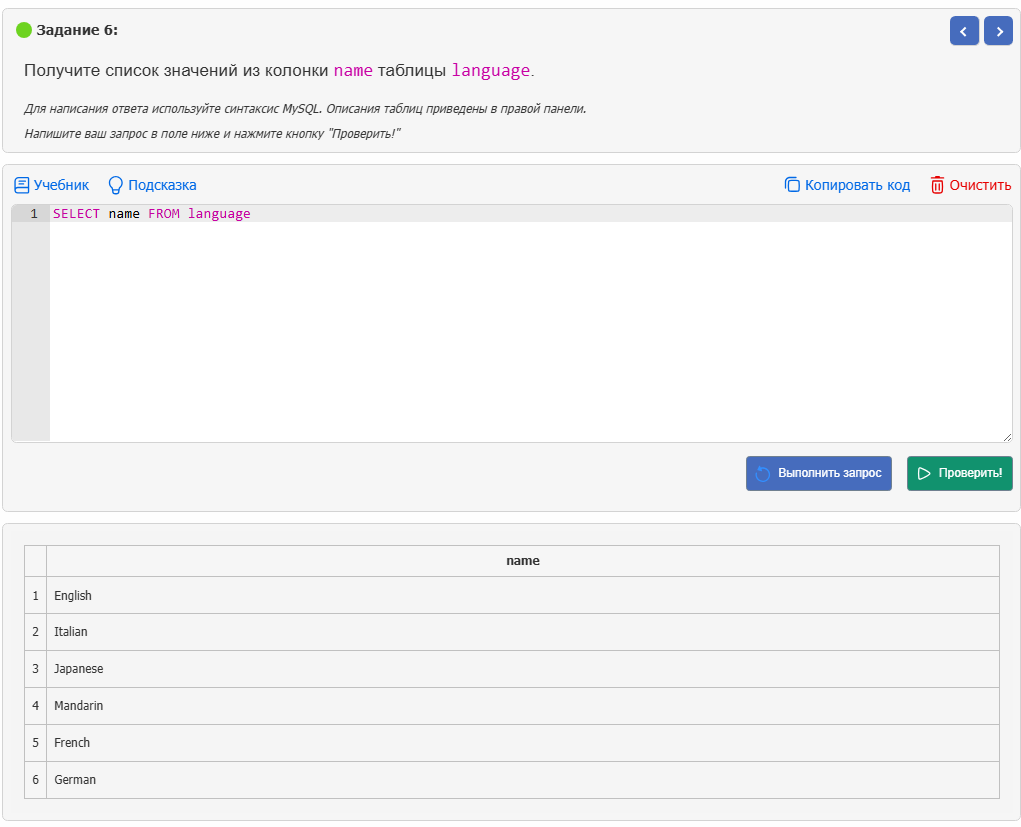 Задание 6:
Получите список значений из колонки name таблицы language.
Для написания ответа используйте синтаксис MySQL. Описания таблиц приведены в правой панели.
Напишите ваш запрос в поле ниже и нажмите кнопку "Проверить!"
Учебник Подсказка Копировать код Очистить
1 SELECT name FROM language
Выполнить запрос Проверить!
name
1 English
2 Italian
3 Japanese
4 Mandarin
5 French
6 German